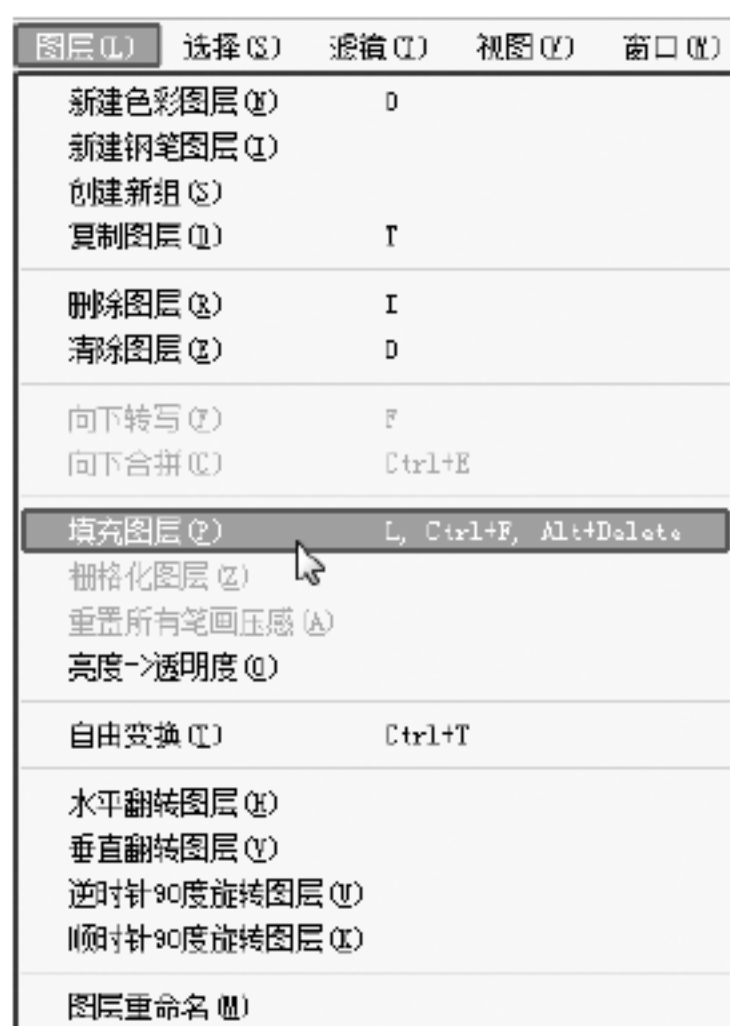 图层(L) 选择(S) 滤镜(T) 视图(V) 窗口(W)
新建色彩图层(N) D
新建钢笔图层(I)
创建新组(S)
复制图层(D) T
删除图层(R) I
清除图层(E) D
向下转写(F) F
向下合拼(C) Ctrl+E
填充图层(P) L, Ctrl+F, Alt+Delete
栅格化图层(Z)
重置所有笔画压感(A)
亮度->透明度(Q)
自由变换(T) Ctrl+T
水平翻转图层(H)
垂直翻转图层(V)
逆时针90度旋转图层(U)
顺时针90度旋转图层(X)
图层重命名(M)